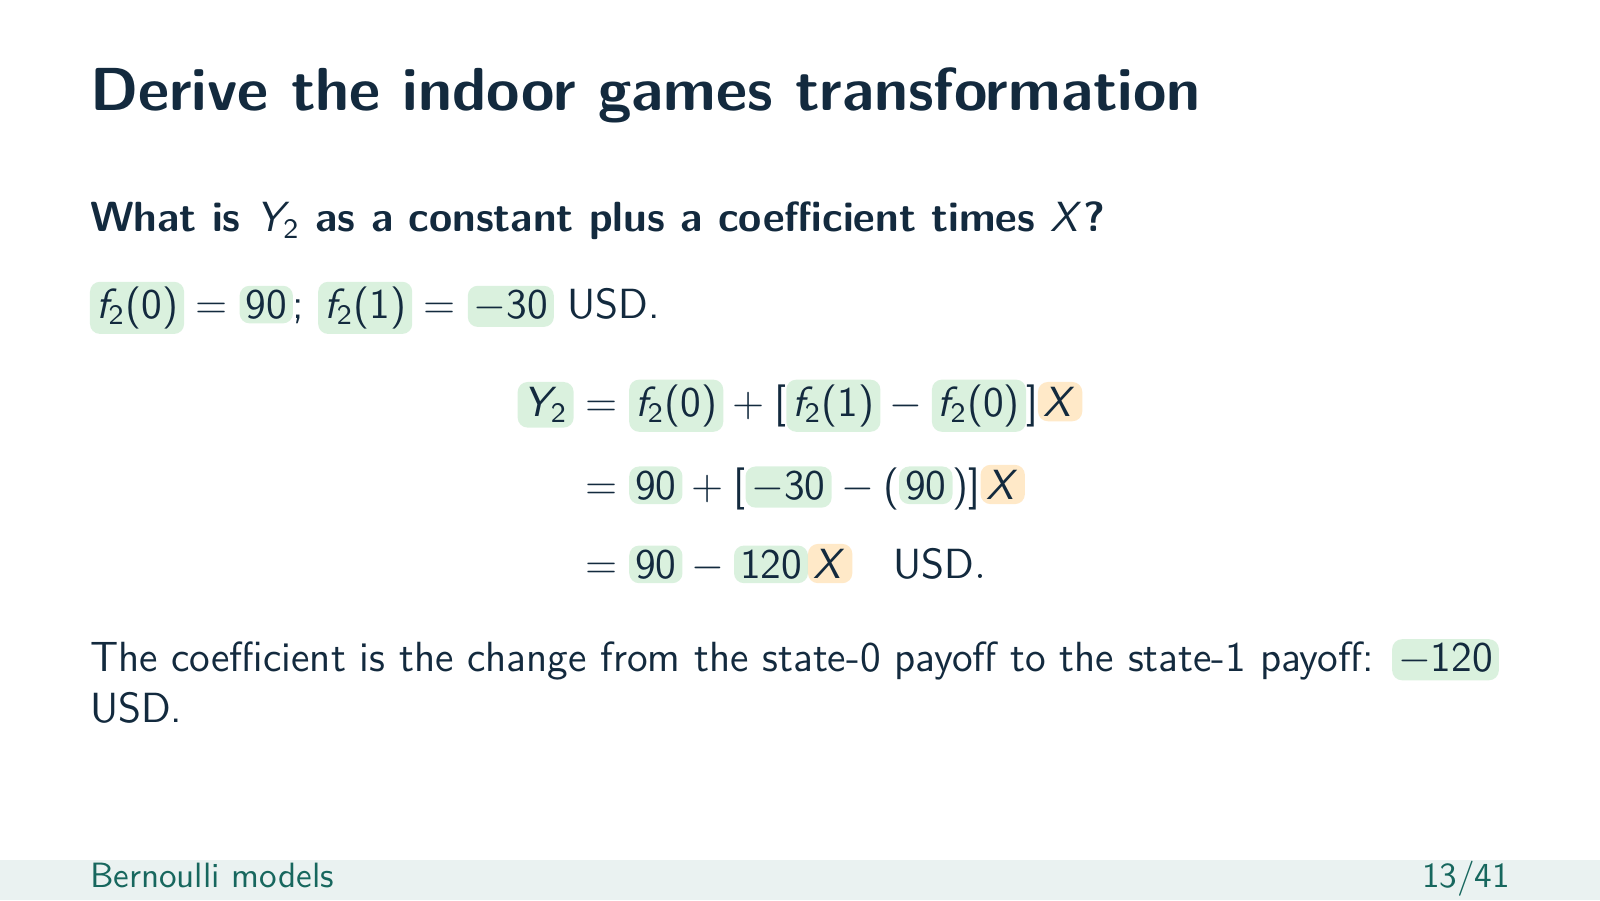 Derive the indoor games transformation
What is Y₂ as a constant plus a coefficient times X?
f₂(0) = 90; f₂(1) = −30 USD.
Y₂ = f₂(0) + [f₂(1) − f₂(0)]X
= 90 + [−30 − (90)]X
= 90 − 120X USD.
The coefficient is the change from the state-0 payoff to the state-1 payoff: −120
USD.
Bernoulli models 13/41